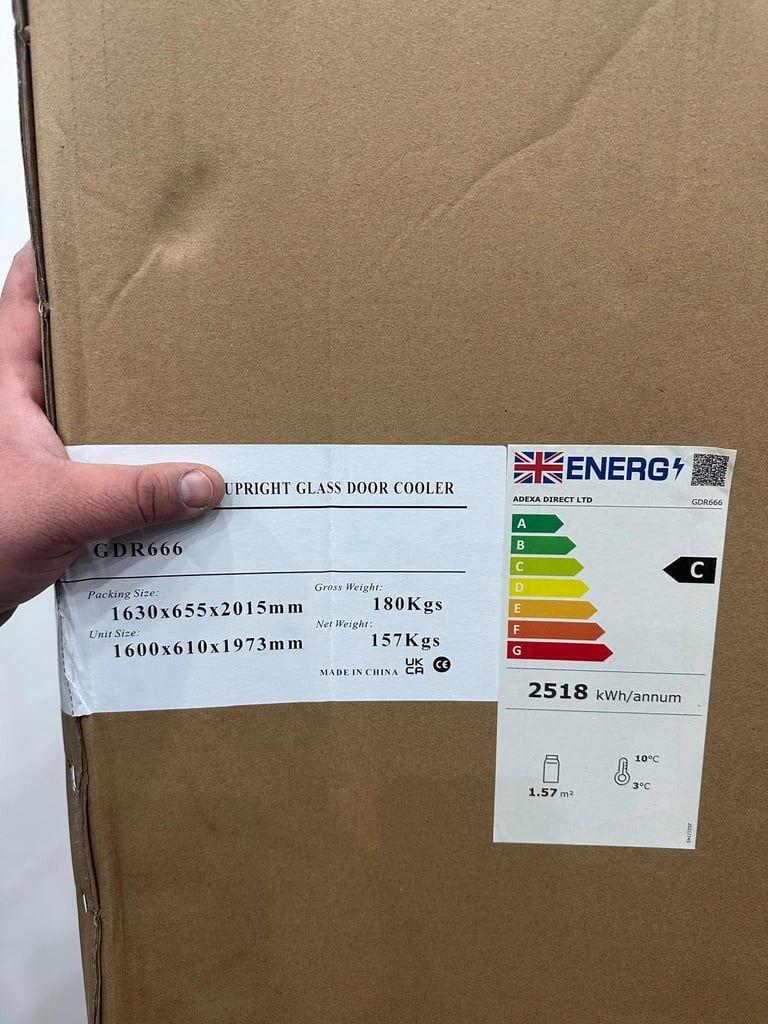 UPRIGHT GLASS DOOR COOLER
GDR666
Packing Size:
1630x655x2015mm
Gross Weight:
180Kgs
Unit Size:
1600x610x1973mm
Net Weight:
157Kgs
MADE IN CHINA UK CA CE
ENERG
ADEXA DIRECT LTD
GDR666
A
B
C
D
E
F
G
C
2518 kWh/annum
1.57 m²
10°C
3°C